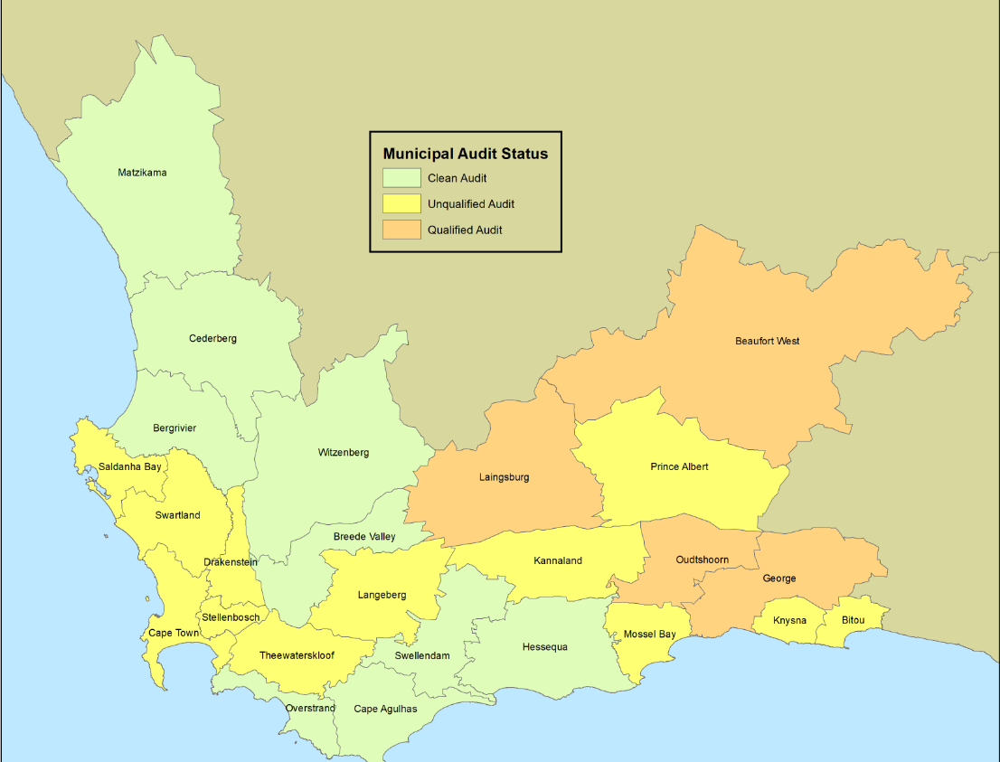 Municipal Audit Status
Clean Audit
Unqualified Audit
Qualified Audit
Matzikama
Cederberg
Beaufort West
Bergrivier
Witzenberg
Saldanha Bay
Prince Albert
Laingsburg
Swartland
Breede Valley
Drakenstein
Kannaland
Oudtshoorn
George
Langeberg
Stellenbosch
Knysna
Bitou
Cape Town
Mossel Bay
Hessequa
Theewaterskloof
Swellendam
Overstrand
Cape Agulhas